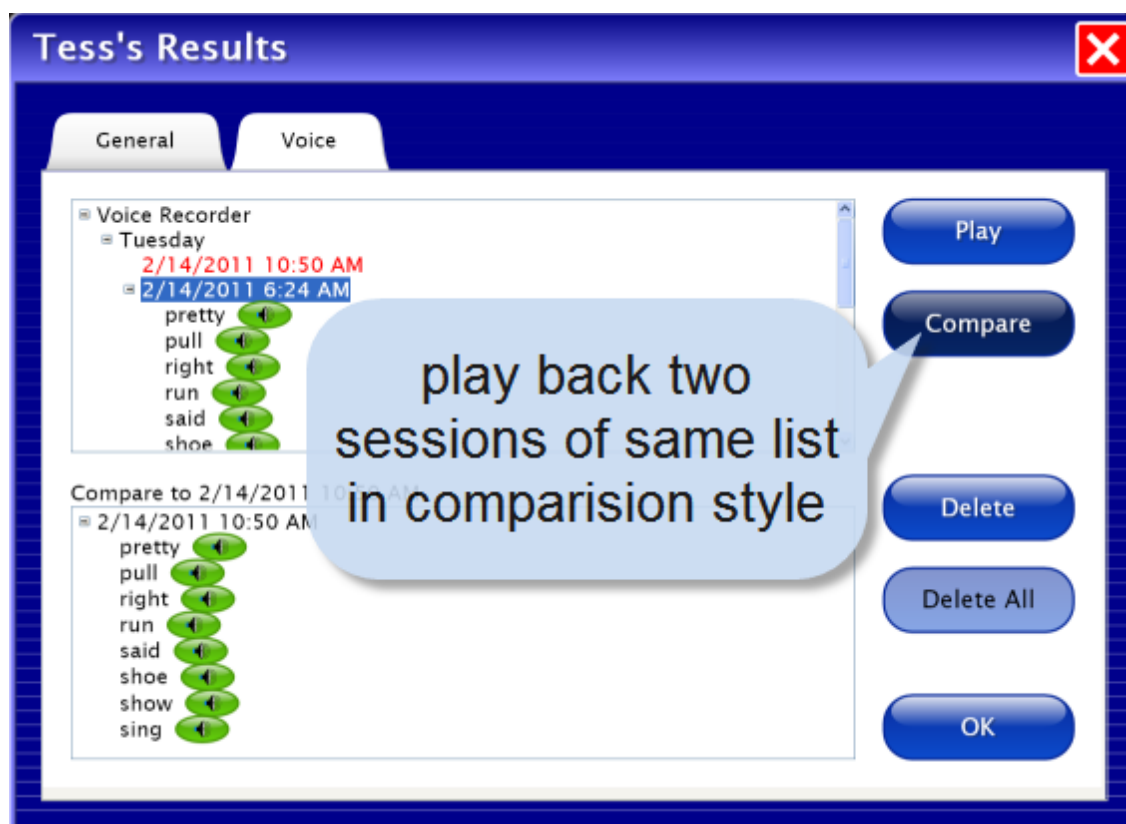 Tess's Results
General Voice
Voice Recorder
Tuesday
2/14/2011 10:50 AM
2/14/2011 6:24 AM
pretty
pull
right
run
said
shoe
Play
Compare
play back two
sessions of same list
in comparision style
Compare to 2/14/2011 10:50 AM
2/14/2011 10:50 AM
pretty
pull
right
run
said
shoe
show
sing
Delete
Delete All
OK